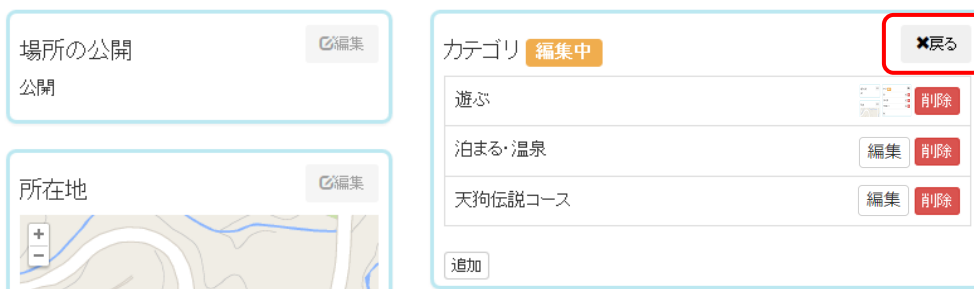 場所の公開
編集
公開
所在地
編集
+
-
カテゴリ 編集中
✖戻る
遊ぶ
削除
泊まる・温泉
編集 削除
天狗伝説コース
編集 削除
追加